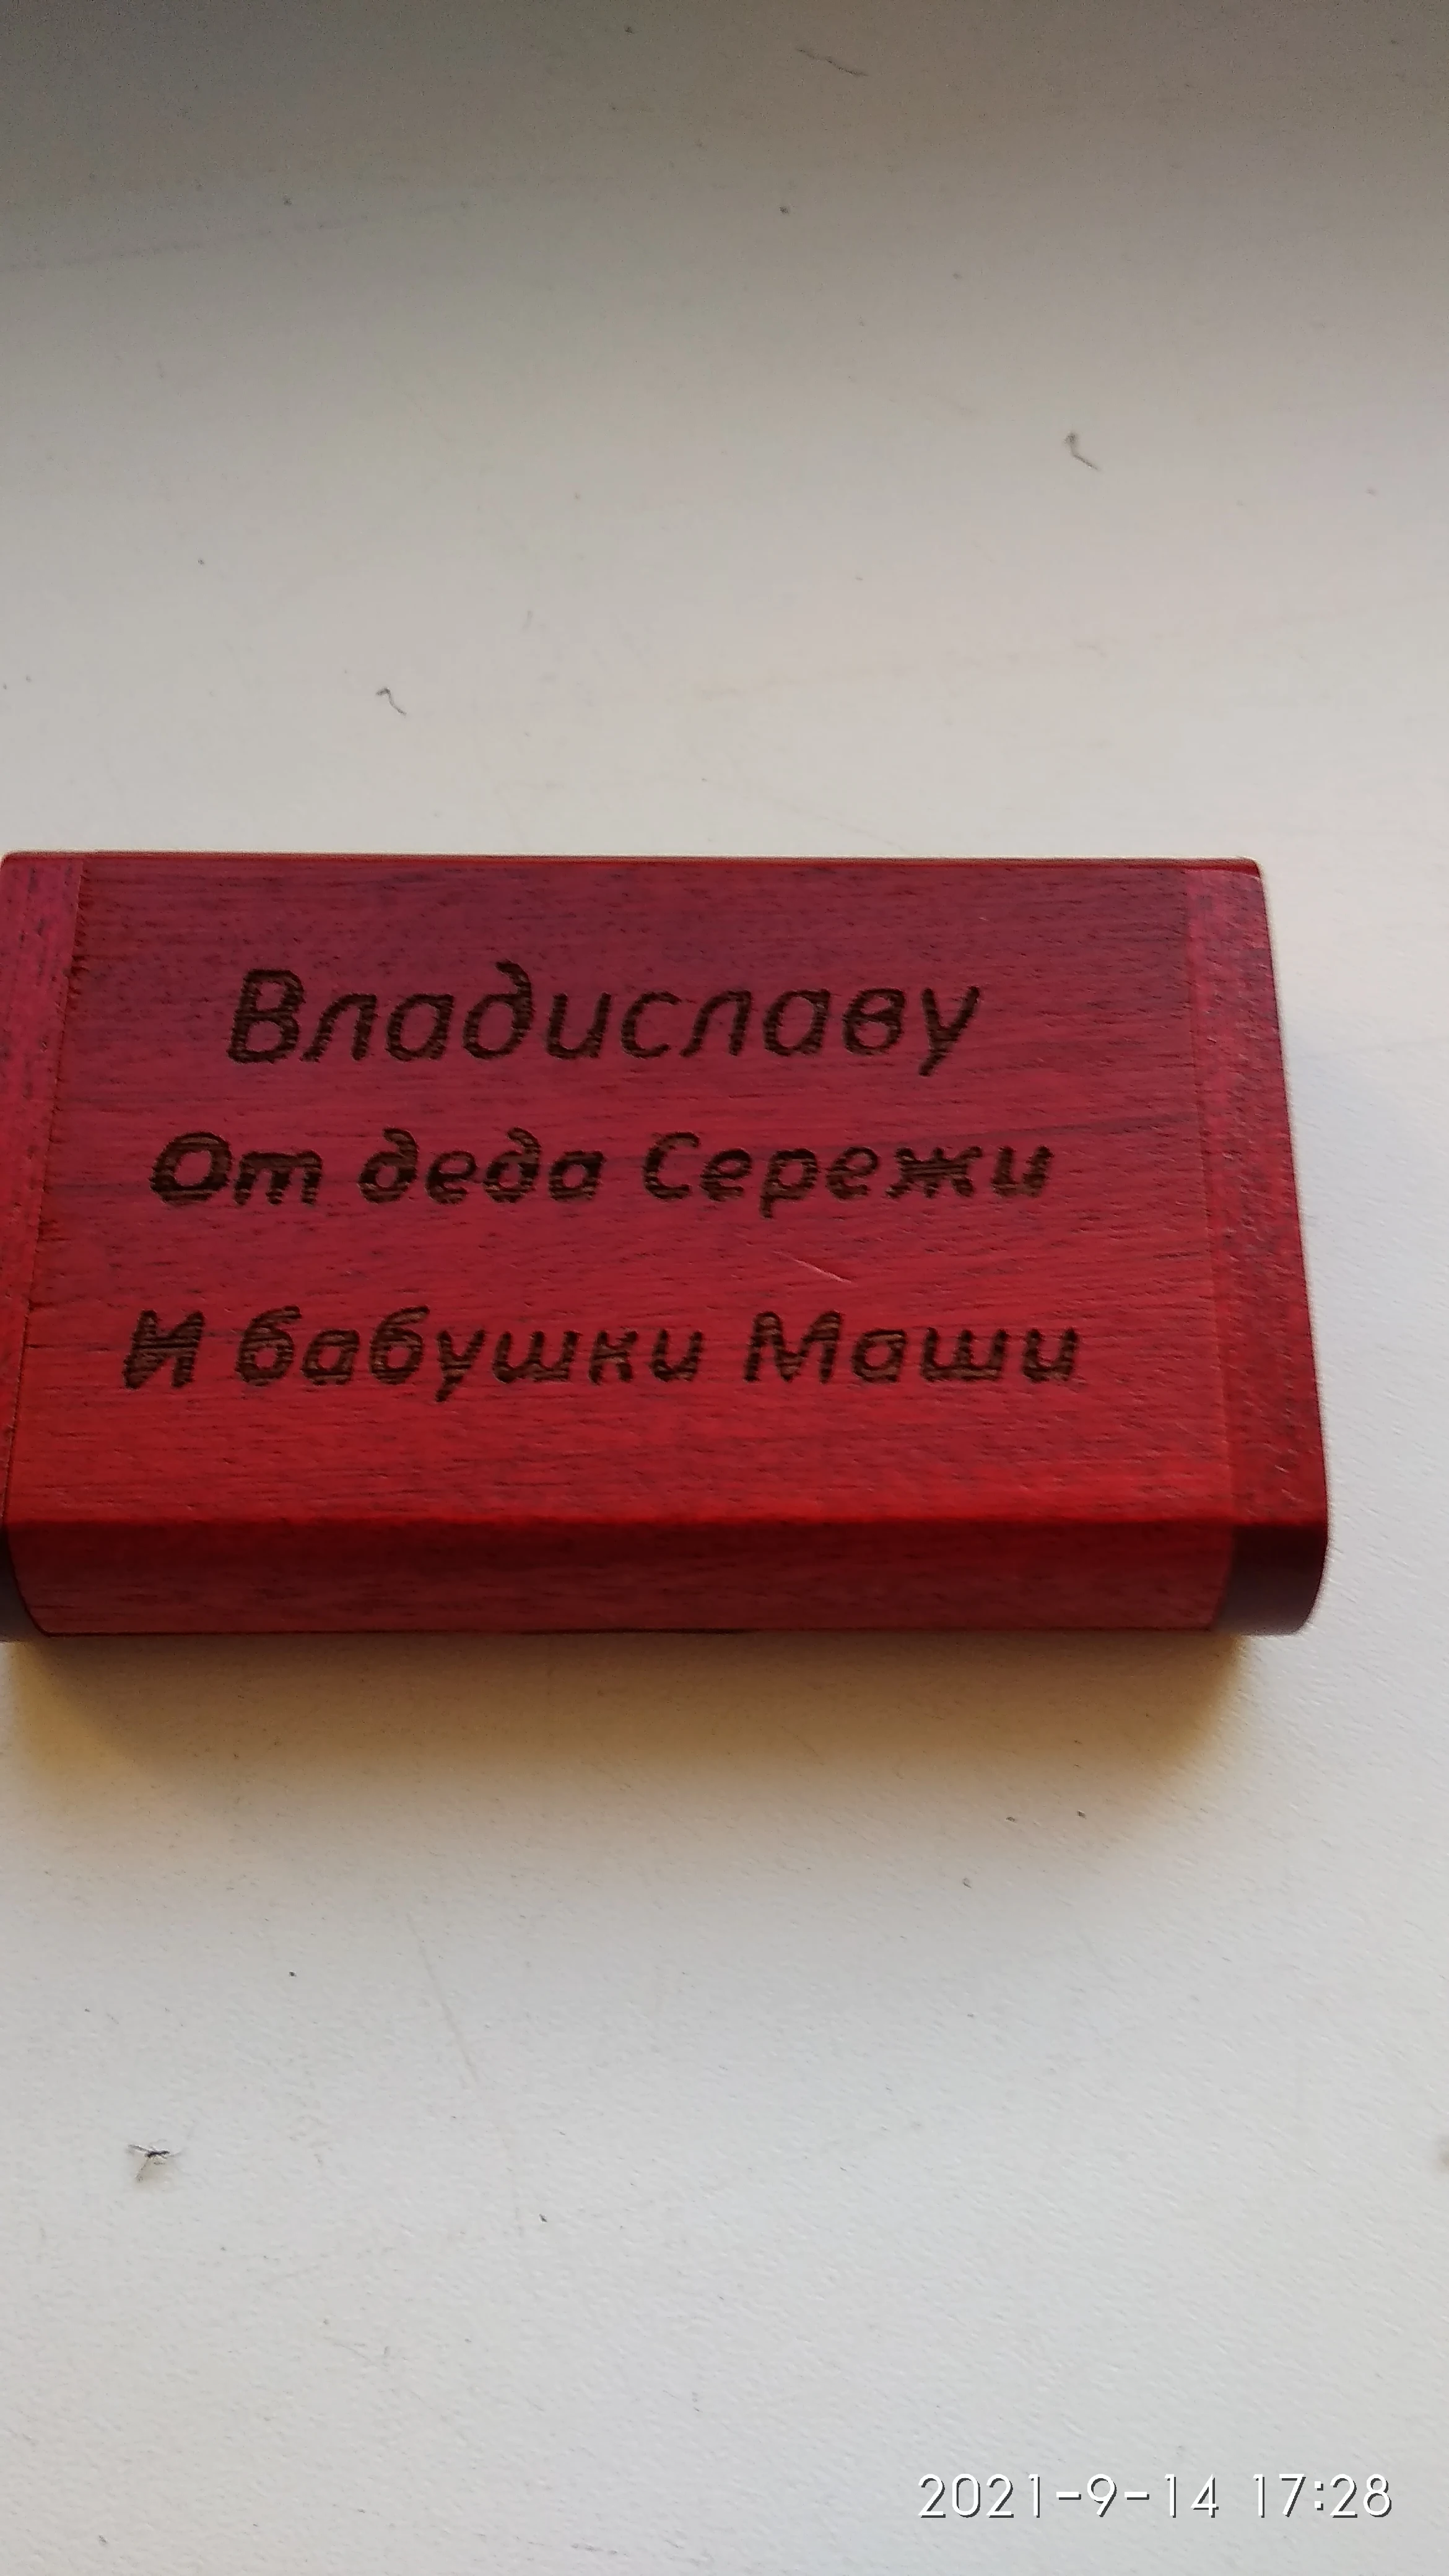 Владиславу
От деда Сережи
И бабушки Маши
2021-9-14 17:28